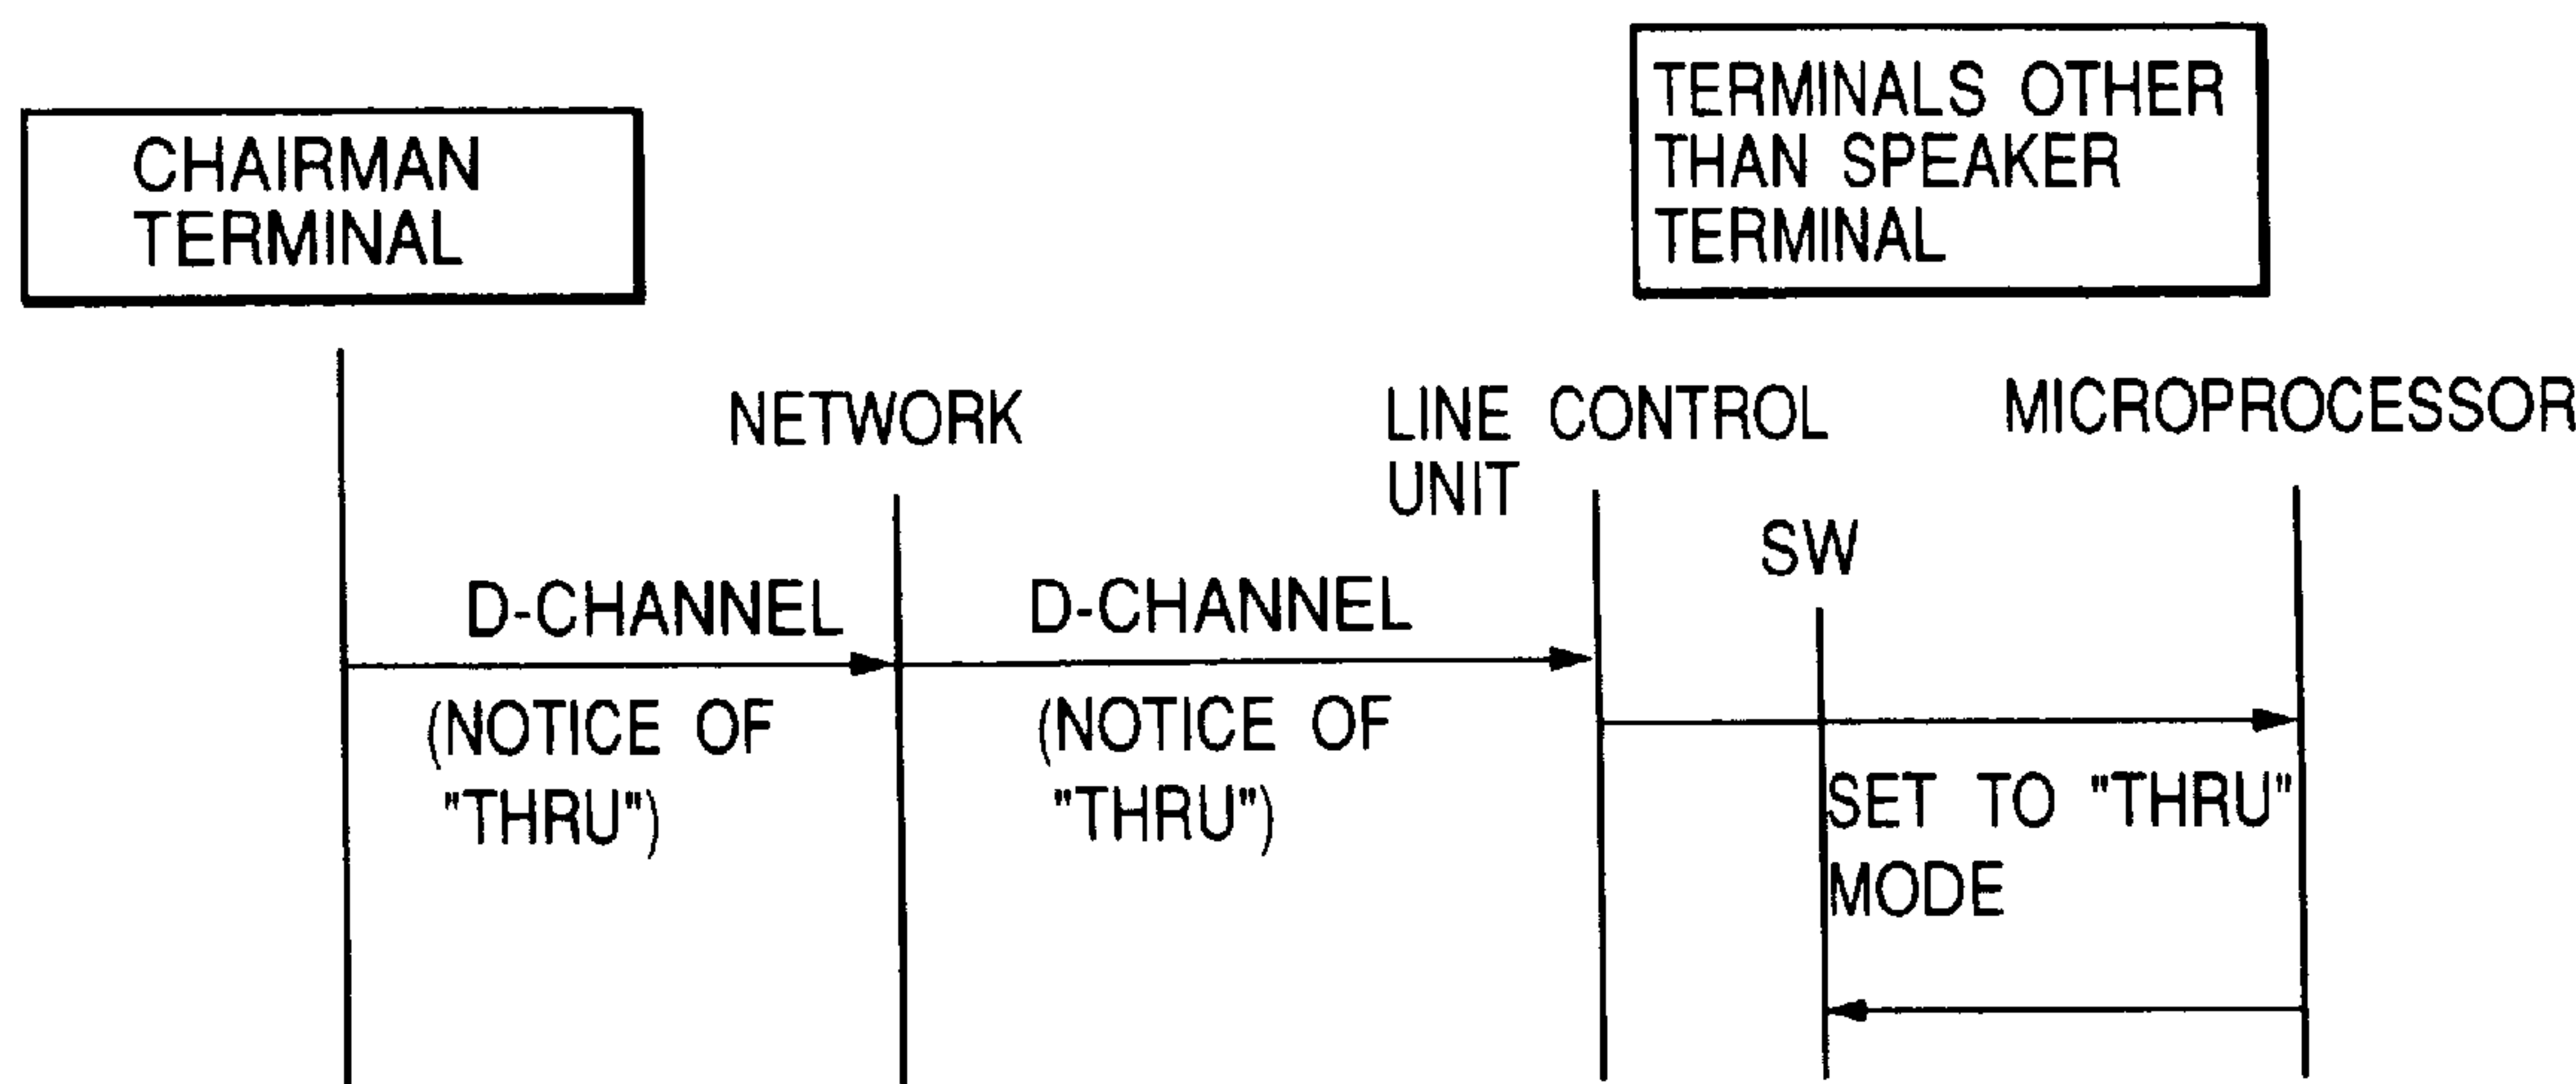 CHAIRMAN
TERMINAL
TERMINALS OTHER
THAN SPEAKER
TERMINAL
NETWORK
LINE CONTROL
UNIT
MICROPROCESSOR
SW
D-CHANNEL
(NOTICE OF
"THRU")
D-CHANNEL
(NOTICE OF
"THRU")
SET TO "THRU"
MODE